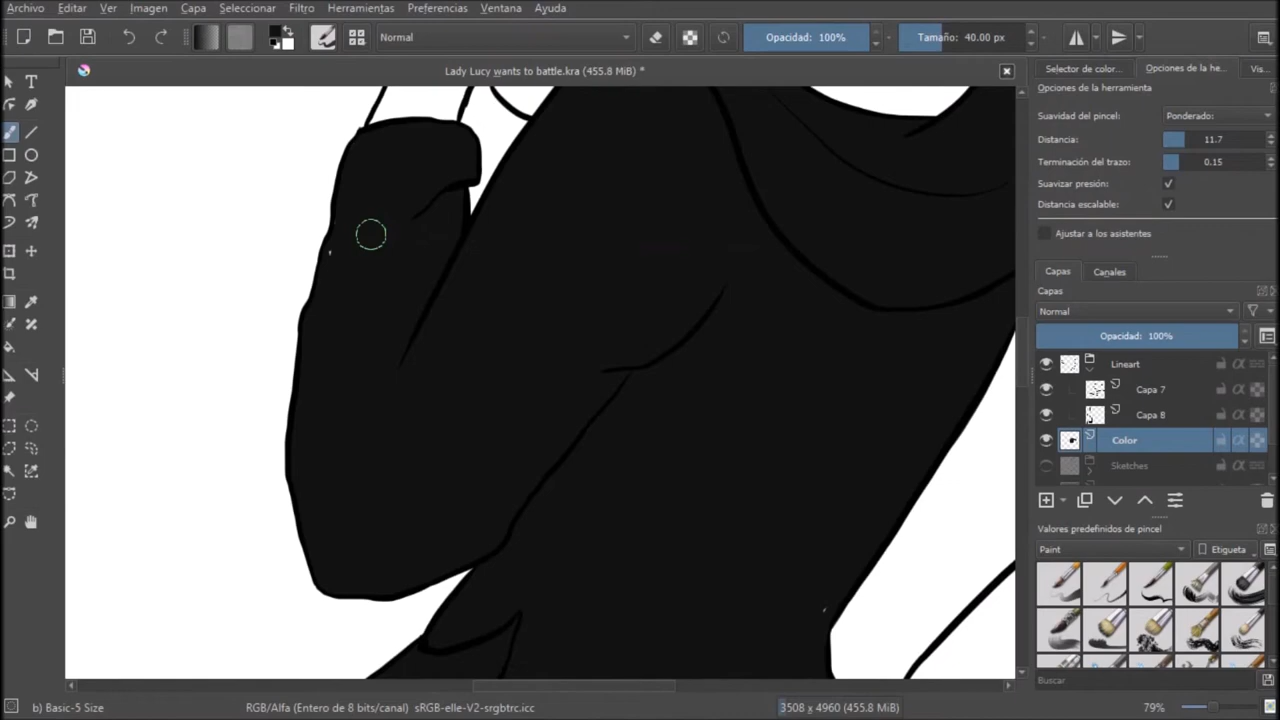 Archivo Editar Ver Imagen Capa Seleccionar Filtro Herramientas Preferencias Ventana Ayuda
Normal Opacidad: 100% Tamaño: 40.00 px
Lady Lucy wants to battle.kra (455.8 MiB) *
Selector de color... Opciones de la he... Vis...
Opciones de la herramienta
Suavidad del pincel: Ponderado:
Distancia: 11.7
Terminación del trazo: 0.15
Suavizar presión:
Distancia escalable:
Ajustar a los asistentes
Capas Canales
Capas
Normal
Opacidad: 100%
Lineart
Capa 7
Capa 8
Color
Sketches
Valores predefinidos de pincel
Paint Etiqueta
Buscar
b) Basic-5 Size RGB/Alfa (Entero de 8 bits/canal) sRGB-elle-V2-srgbtrc.icc 3508 x 4960 (455.8 MiB) 79%